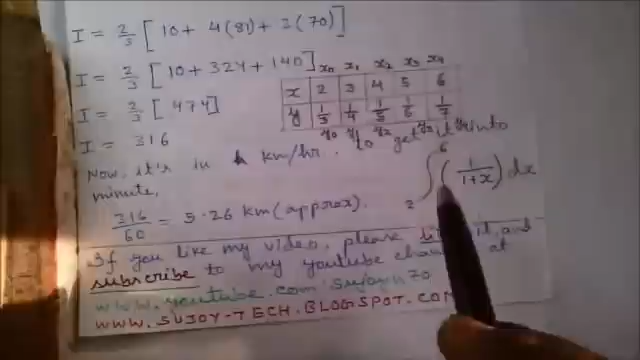 I = 2/3 [ 10 + 4(81) + 2(70) ]
I = 2/3 [ 10 + 324 + 140 ]
I = 2/3 [ 474 ]
I = 316
x₀ x₁ x₂ x₃ x₄
x 2 3 4 5 6
y 1/3 1/4 1/5 1/6 1/7
y₀ y₁ y₂ y₃ y₄
Now, it's in km/hr. to get it into
minute,
316/60 = 5.26 km (approx).
∫₂⁶ (1/1+x) dx
If you like my video, please it, and
subscribe to my youtube at
www.youtube.com/sujoyn70
WWW.SUJOY-TECH.BLOGSPOT.COM